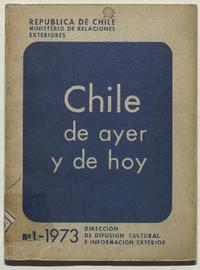 REPUBLICA DE CHILE
MINISTERIO DE RELACIONES
EXTERIORES
Chile
de ayer
y de hoy
nº1.-1973
DIRECCION
DE DIFUSION CULTURAL
E INFORMACION EXTERIOR